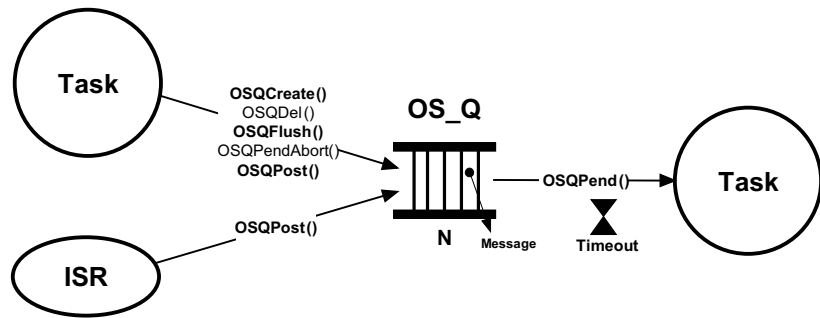 Task
OSQCreate()
OSQDel()
OSQFlush()
OSQPendAbort()
OSQPost()
OS_Q
OSQPend()
Task
Timeout
N
Message
OSQPost()
ISR